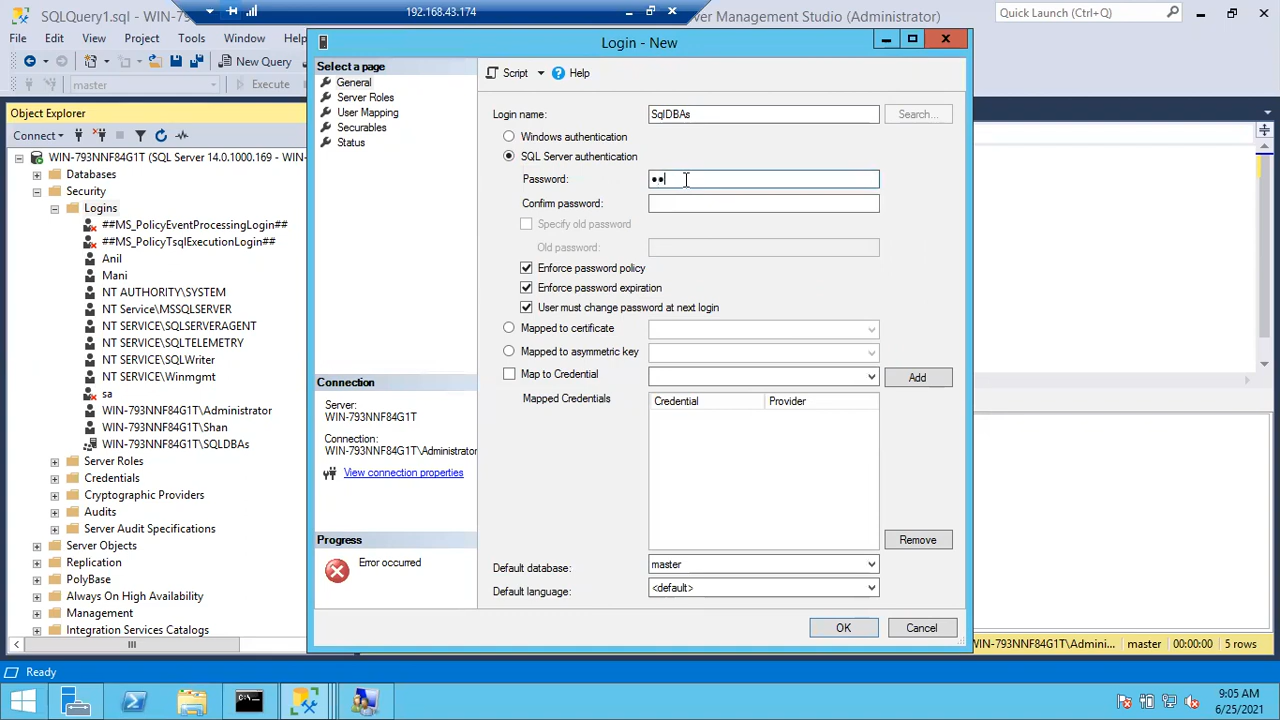 SQLQuery1.sql - WIN-793
192.168.43.174
Server Management Studio (Administrator)
Quick Launch (Ctrl+Q)
File Edit View Project Tools Window Help
New Query
master
Execute
Object Explorer
Connect
WIN-793NNF84G1T (SQL Server 14.0.1000.169 - WIN-
Databases
Security
Logins
##MS_PolicyEventProcessingLogin##
##MS_PolicyTsqlExecutionLogin##
Anil
Mani
NT AUTHORITY\SYSTEM
NT Service\MSSQLSERVER
NT SERVICE\SQLSERVERAGENT
NT SERVICE\SQLTELEMETRY
NT SERVICE\SQLWriter
NT SERVICE\Winmgmt
sa
WIN-793NNF84G1T\Administrator
WIN-793NNF84G1T\Shan
WIN-793NNF84G1T\SQLDBAs
Server Roles
Credentials
Cryptographic Providers
Audits
Server Audit Specifications
Server Objects
Replication
PolyBase
Always On High Availability
Management
Integration Services Catalogs
Login - New
Select a page
General
Server Roles
User Mapping
Securables
Status
Connection
Server:
WIN-793NNF84G1T
Connection:
WIN-793NNF84G1T\Administrator
View connection properties
Progress
Error occurred
Script Help
Login name: SqlDBAs Search...
Windows authentication
SQL Server authentication
Password: ●●
Confirm password:
Specify old password
Old password:
Enforce password policy
Enforce password expiration
User must change password at next login
Mapped to certificate
Mapped to asymmetric key
Map to Credential Add
Mapped Credentials Credential Provider
Remove
Default database: master
Default language: <default>
OK Cancel
WIN-793NNF84G1T\Admini... master 00:00:00 5 rows
Ready
9:05 AM
6/25/2021